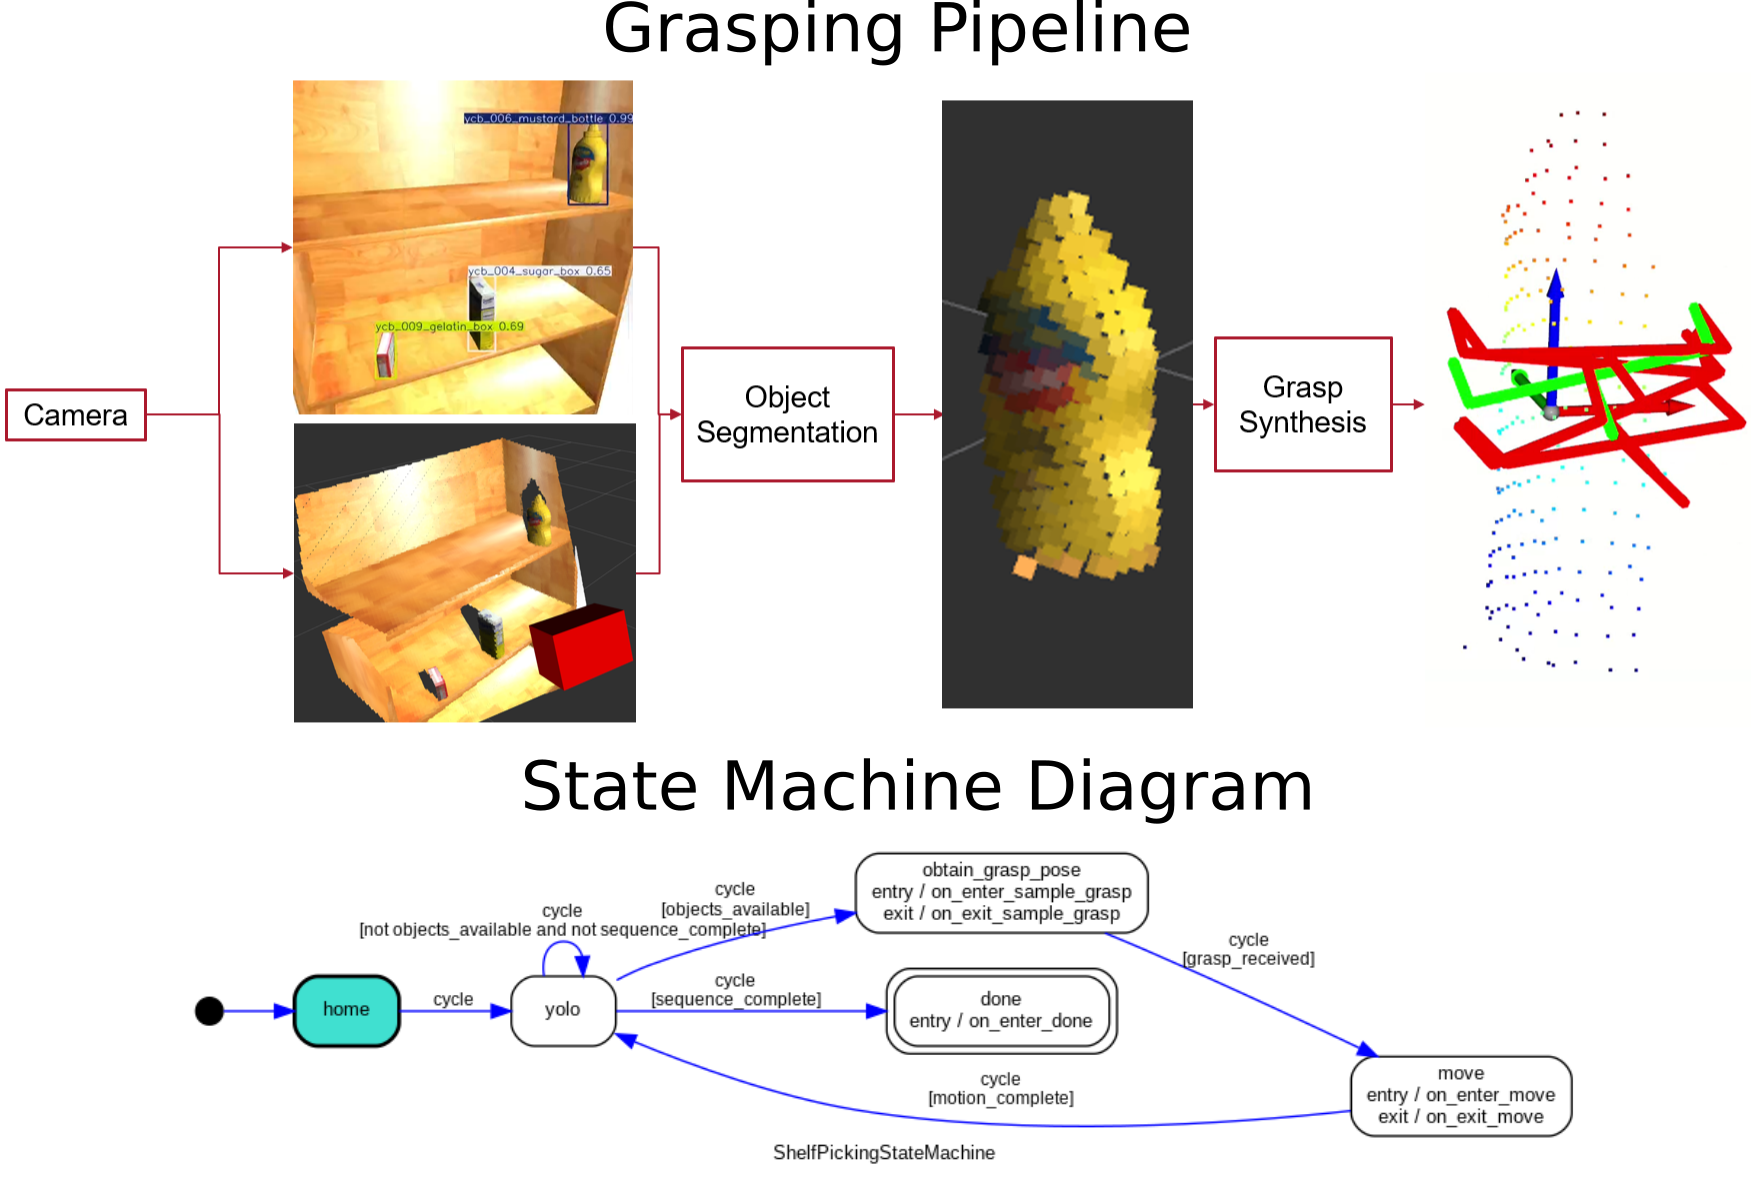 Grasping Pipeline
ycb_006_mustard_bottle 0.99
ycb_004_sugar_box 0.65
ycb_009_gelatin_box 0.69
Camera
Object
Segmentation
Grasp
Synthesis
State Machine Diagram
obtain_grasp_pose
entry / on_enter_sample_grasp
exit / on_exit_sample_grasp
cycle
[objects_available]
cycle
[not objects_available and not sequence_complete]
cycle
[grasp_received]
home
cycle
yolo
cycle
[sequence_complete]
done
entry / on_enter_done
move
entry / on_enter_move
exit / on_exit_move
cycle
[motion_complete]
ShelfPickingStateMachine